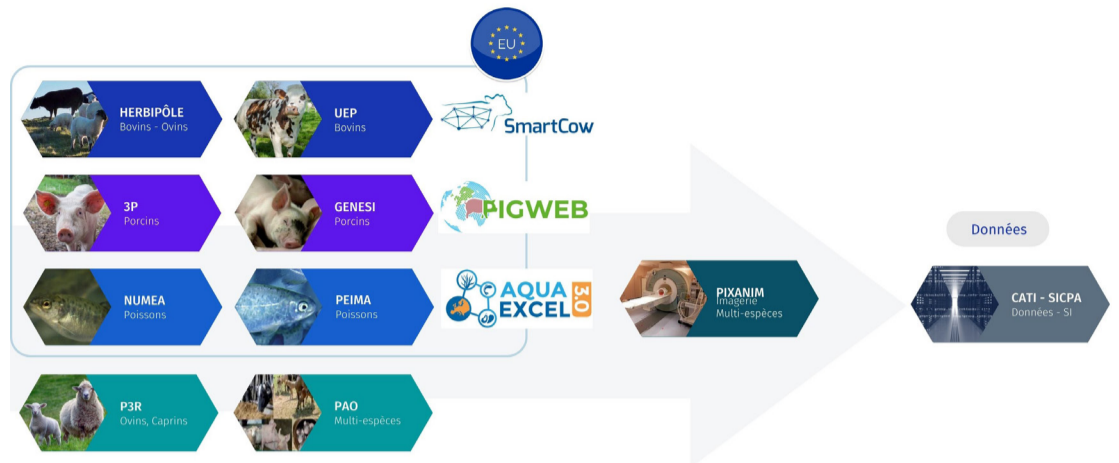 EU
HERBIPÔLE
Bovins - Ovins
UEP
Bovins
SmartCow
3P
Porcins
GENESI
Porcins
PIGWEB
NUMEA
Poissons
PEIMA
Poissons
AQUA
EXCEL 3.0
P3R
Ovins, Caprins
PAO
Multi-espèces
PIXANIM
Imagerie
Multi-espèces
Données
CATI - SICPA
Données - SI